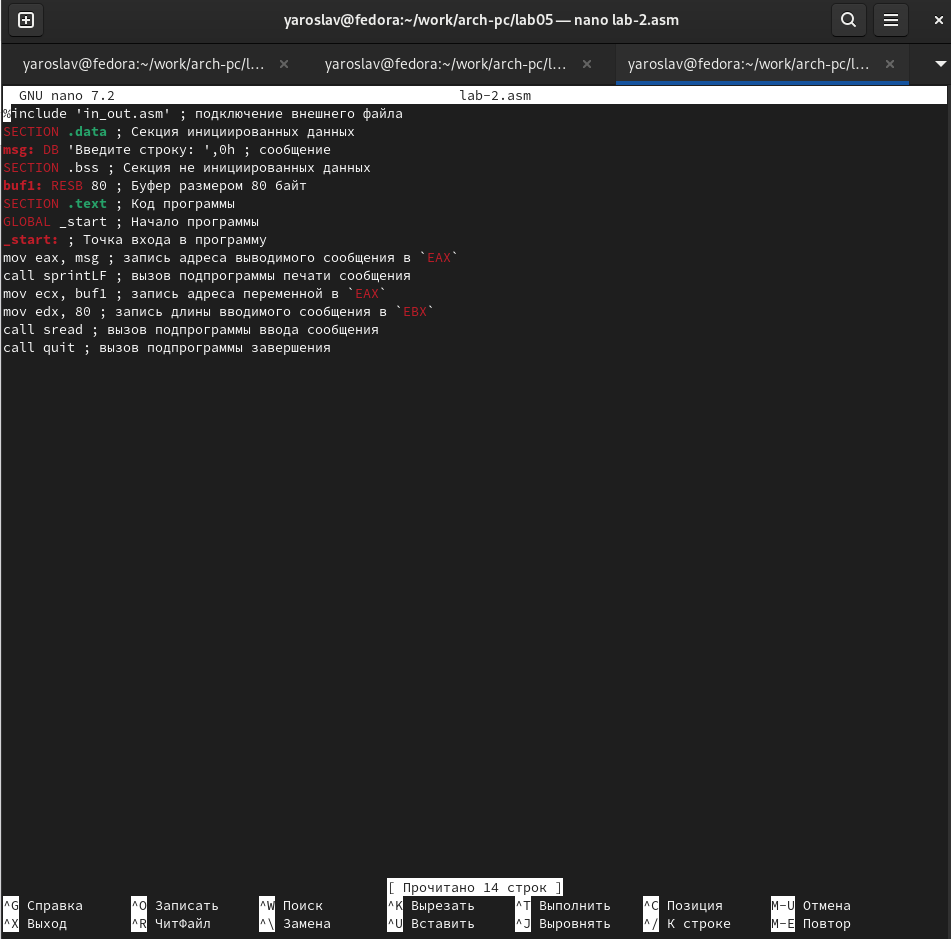 yaroslav@fedora:~/work/arch-pc/lab05 — nano lab-2.asm
yaroslav@fedora:~/work/arch-pc/l... × yaroslav@fedora:~/work/arch-pc/l... × yaroslav@fedora:~/work/arch-pc/l... ×
GNU nano 7.2 lab-2.asm
%include 'in_out.asm' ; подключение внешнего файла
SECTION .data ; Секция инициированных данных
msg: DB 'Введите строку: ',0h ; сообщение
SECTION .bss ; Секция не инициированных данных
buf1: RESB 80 ; Буфер размером 80 байт
SECTION .text ; Код программы
GLOBAL _start ; Начало программы
_start: ; Точка входа в программу
mov eax, msg ; запись адреса выводимого сообщения в `EAX`
call sprintLF ; вызов подпрограммы печати сообщения
mov ecx, buf1 ; запись адреса переменной в `EAX`
mov edx, 80 ; запись длины вводимого сообщения в `EBX`
call sread ; вызов подпрограммы ввода сообщения
call quit ; вызов подпрограммы завершения
[ Прочитано 14 строк ]
^G Справка ^O Записать ^W Поиск ^K Вырезать ^T Выполнить ^C Позиция M-U Отмена
^X Выход ^R ЧитФайл ^\ Замена ^U Вставить ^J Выровнять ^/ К строке M-E Повтор